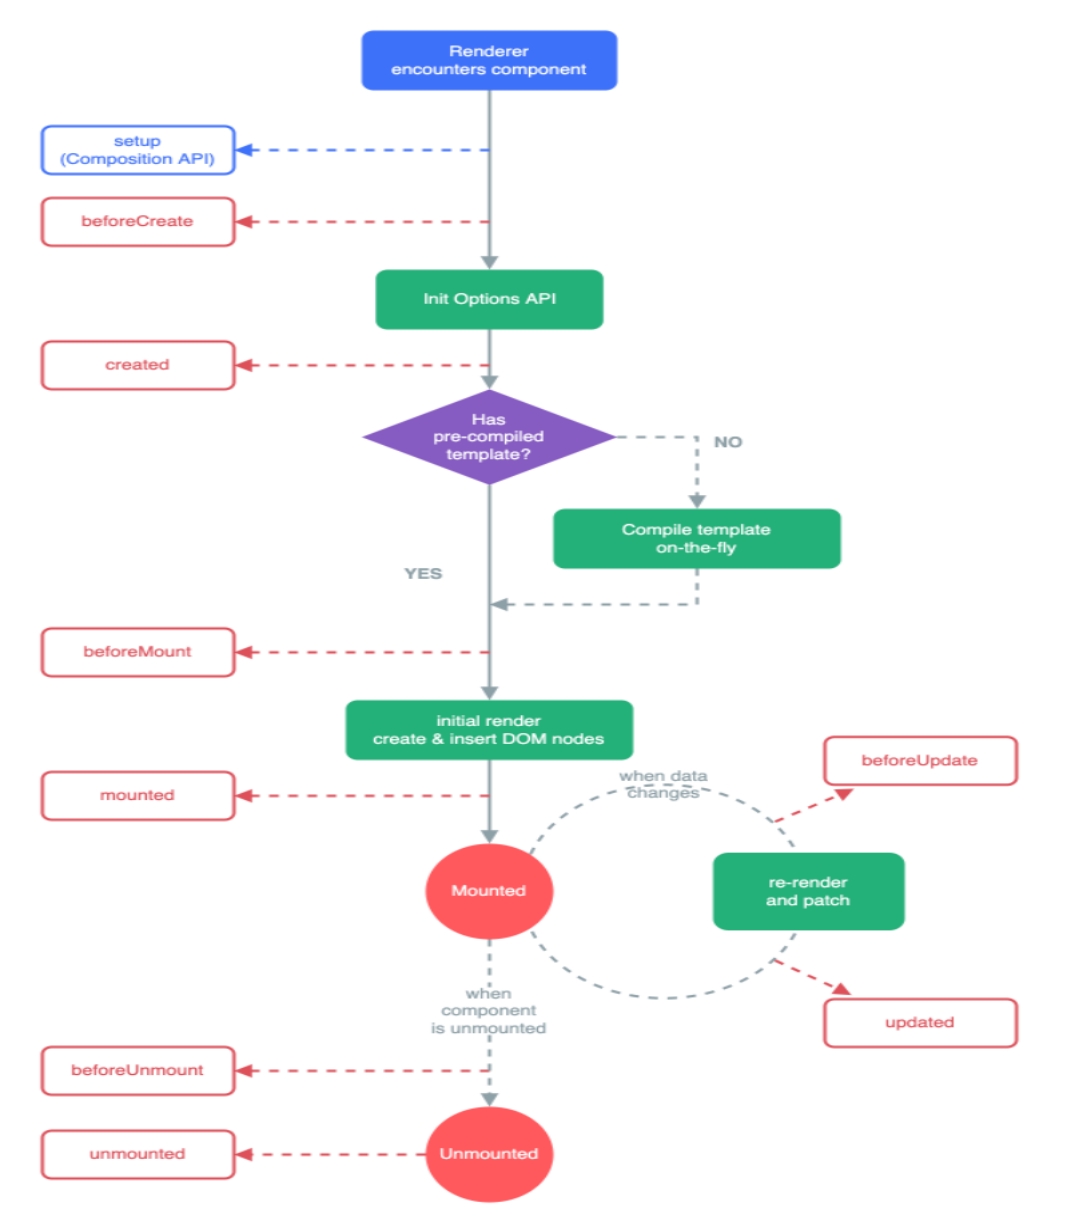 Renderer
encounters component
setup
(Composition API)
beforeCreate
Init Options API
created
Has
pre-compiled
template?
NO
Compile template
on-the-fly
YES
beforeMount
initial render
create & insert DOM nodes
beforeUpdate
when data
changes
mounted
Mounted
re-render
and patch
when
component
is unmounted
updated
beforeUnmount
unmounted
Unmounted